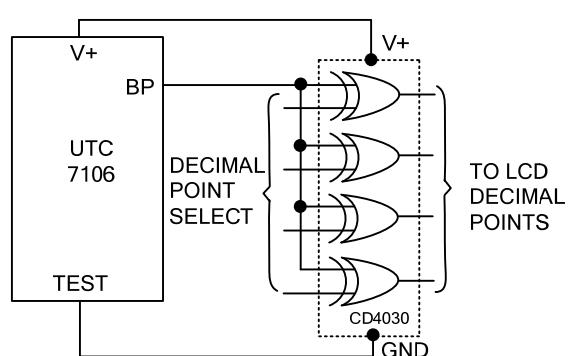 V+
V+
BP
UTC
7106
DECIMAL
POINT
SELECT
TO LCD
DECIMAL
POINTS
TEST
CD4030
GND